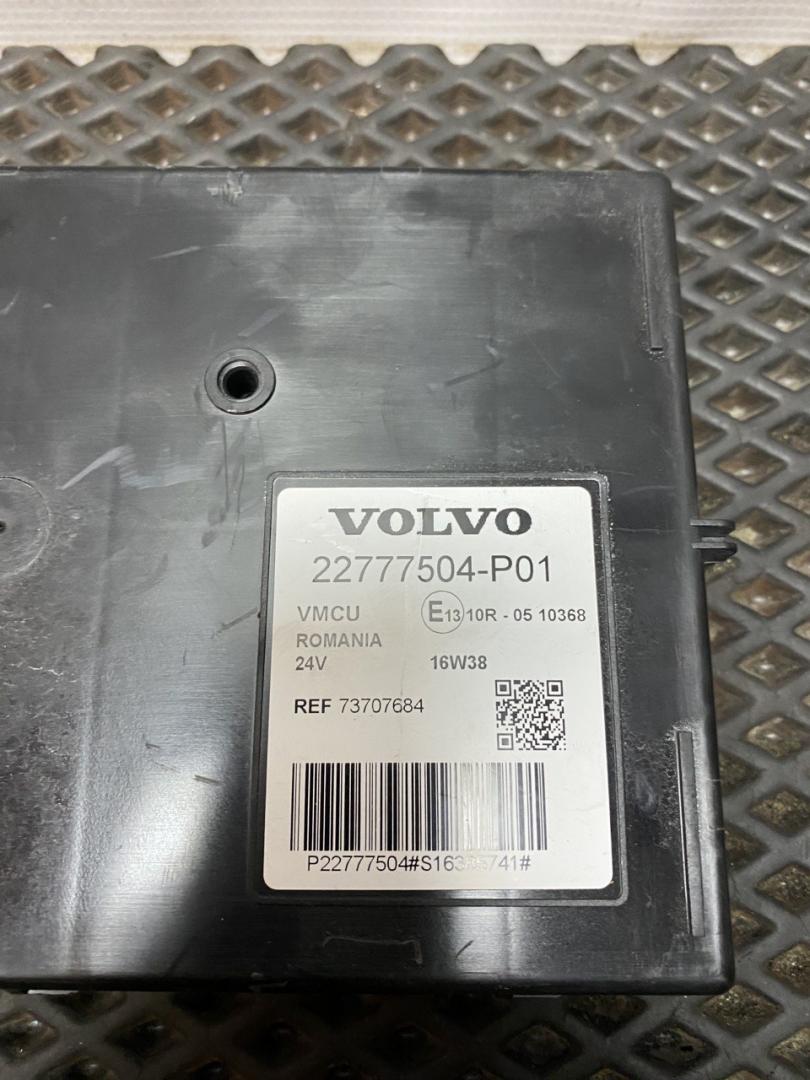 VOLVO
22777504-P01
VMCU E13 10R - 05 10368
ROMANIA
24V 16W38
REF 73707684